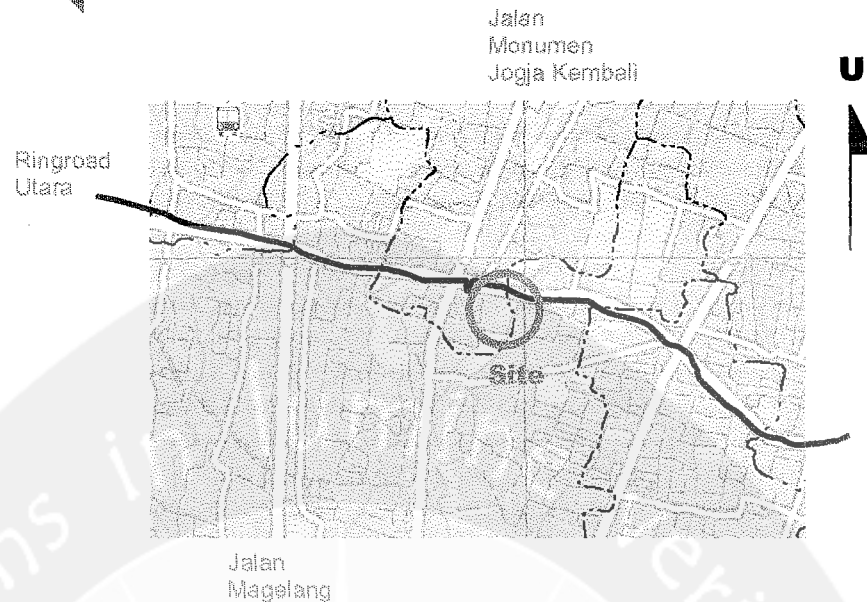 Jalan
Monumen
Jogja Kembali
U
Ringroad
Utara
Site
Jalan
Magelang